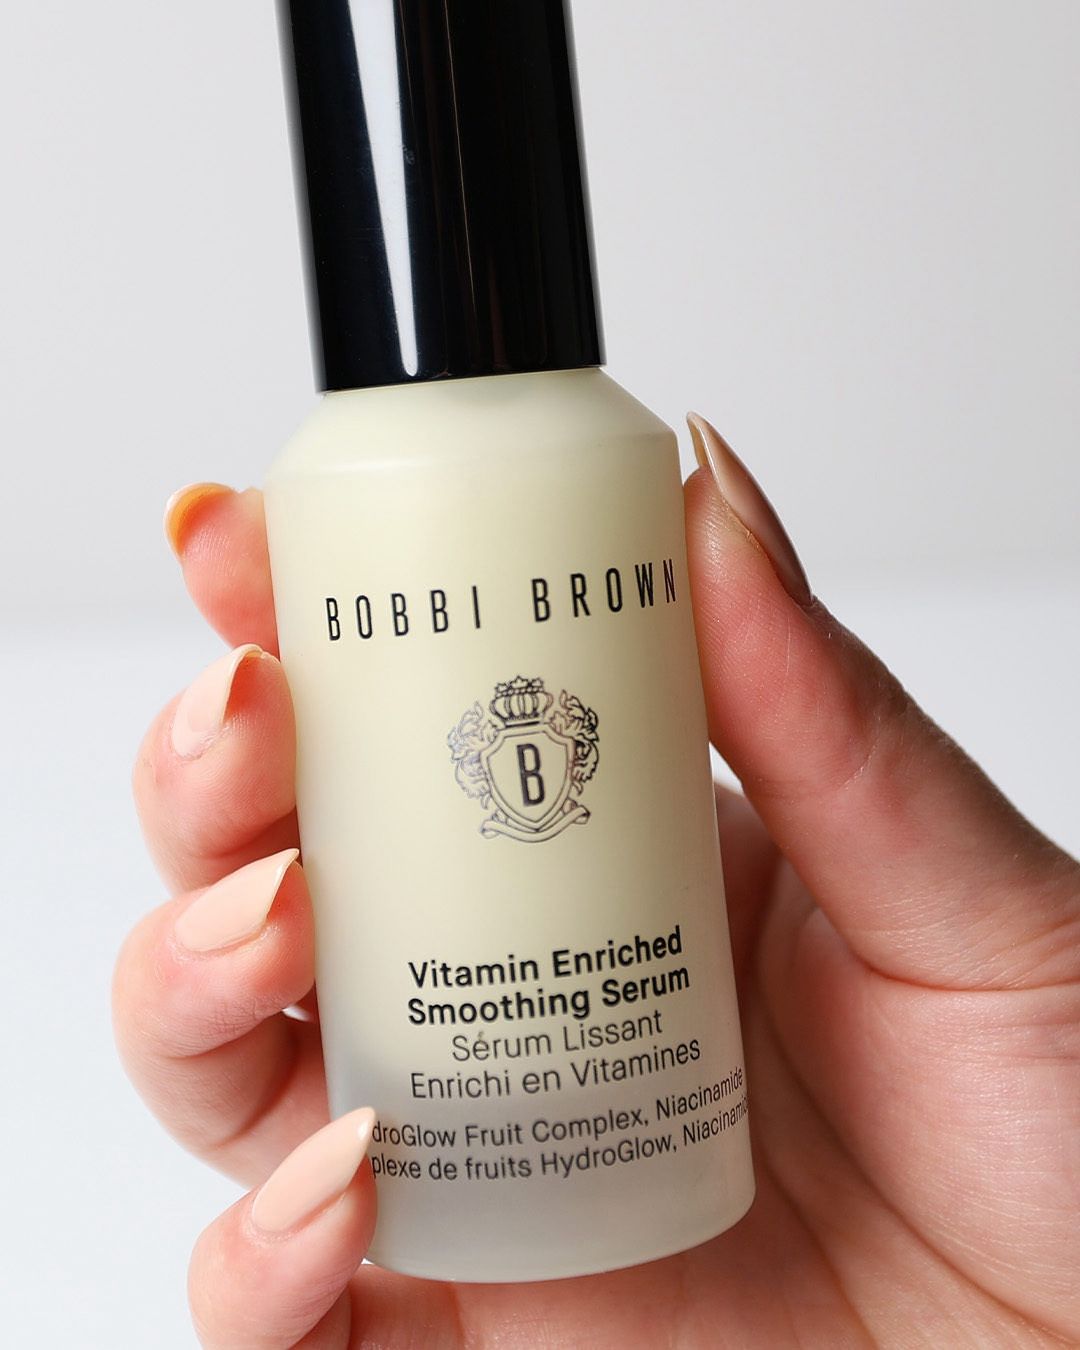 BOBBI BROWN
B
Vitamin Enriched
Smoothing Serum
Sérum Lissant
Enrichi en Vitamines
droGlow Fruit Complex, Niacinamide
plexe de fruits HydroGlow, Niacinamid